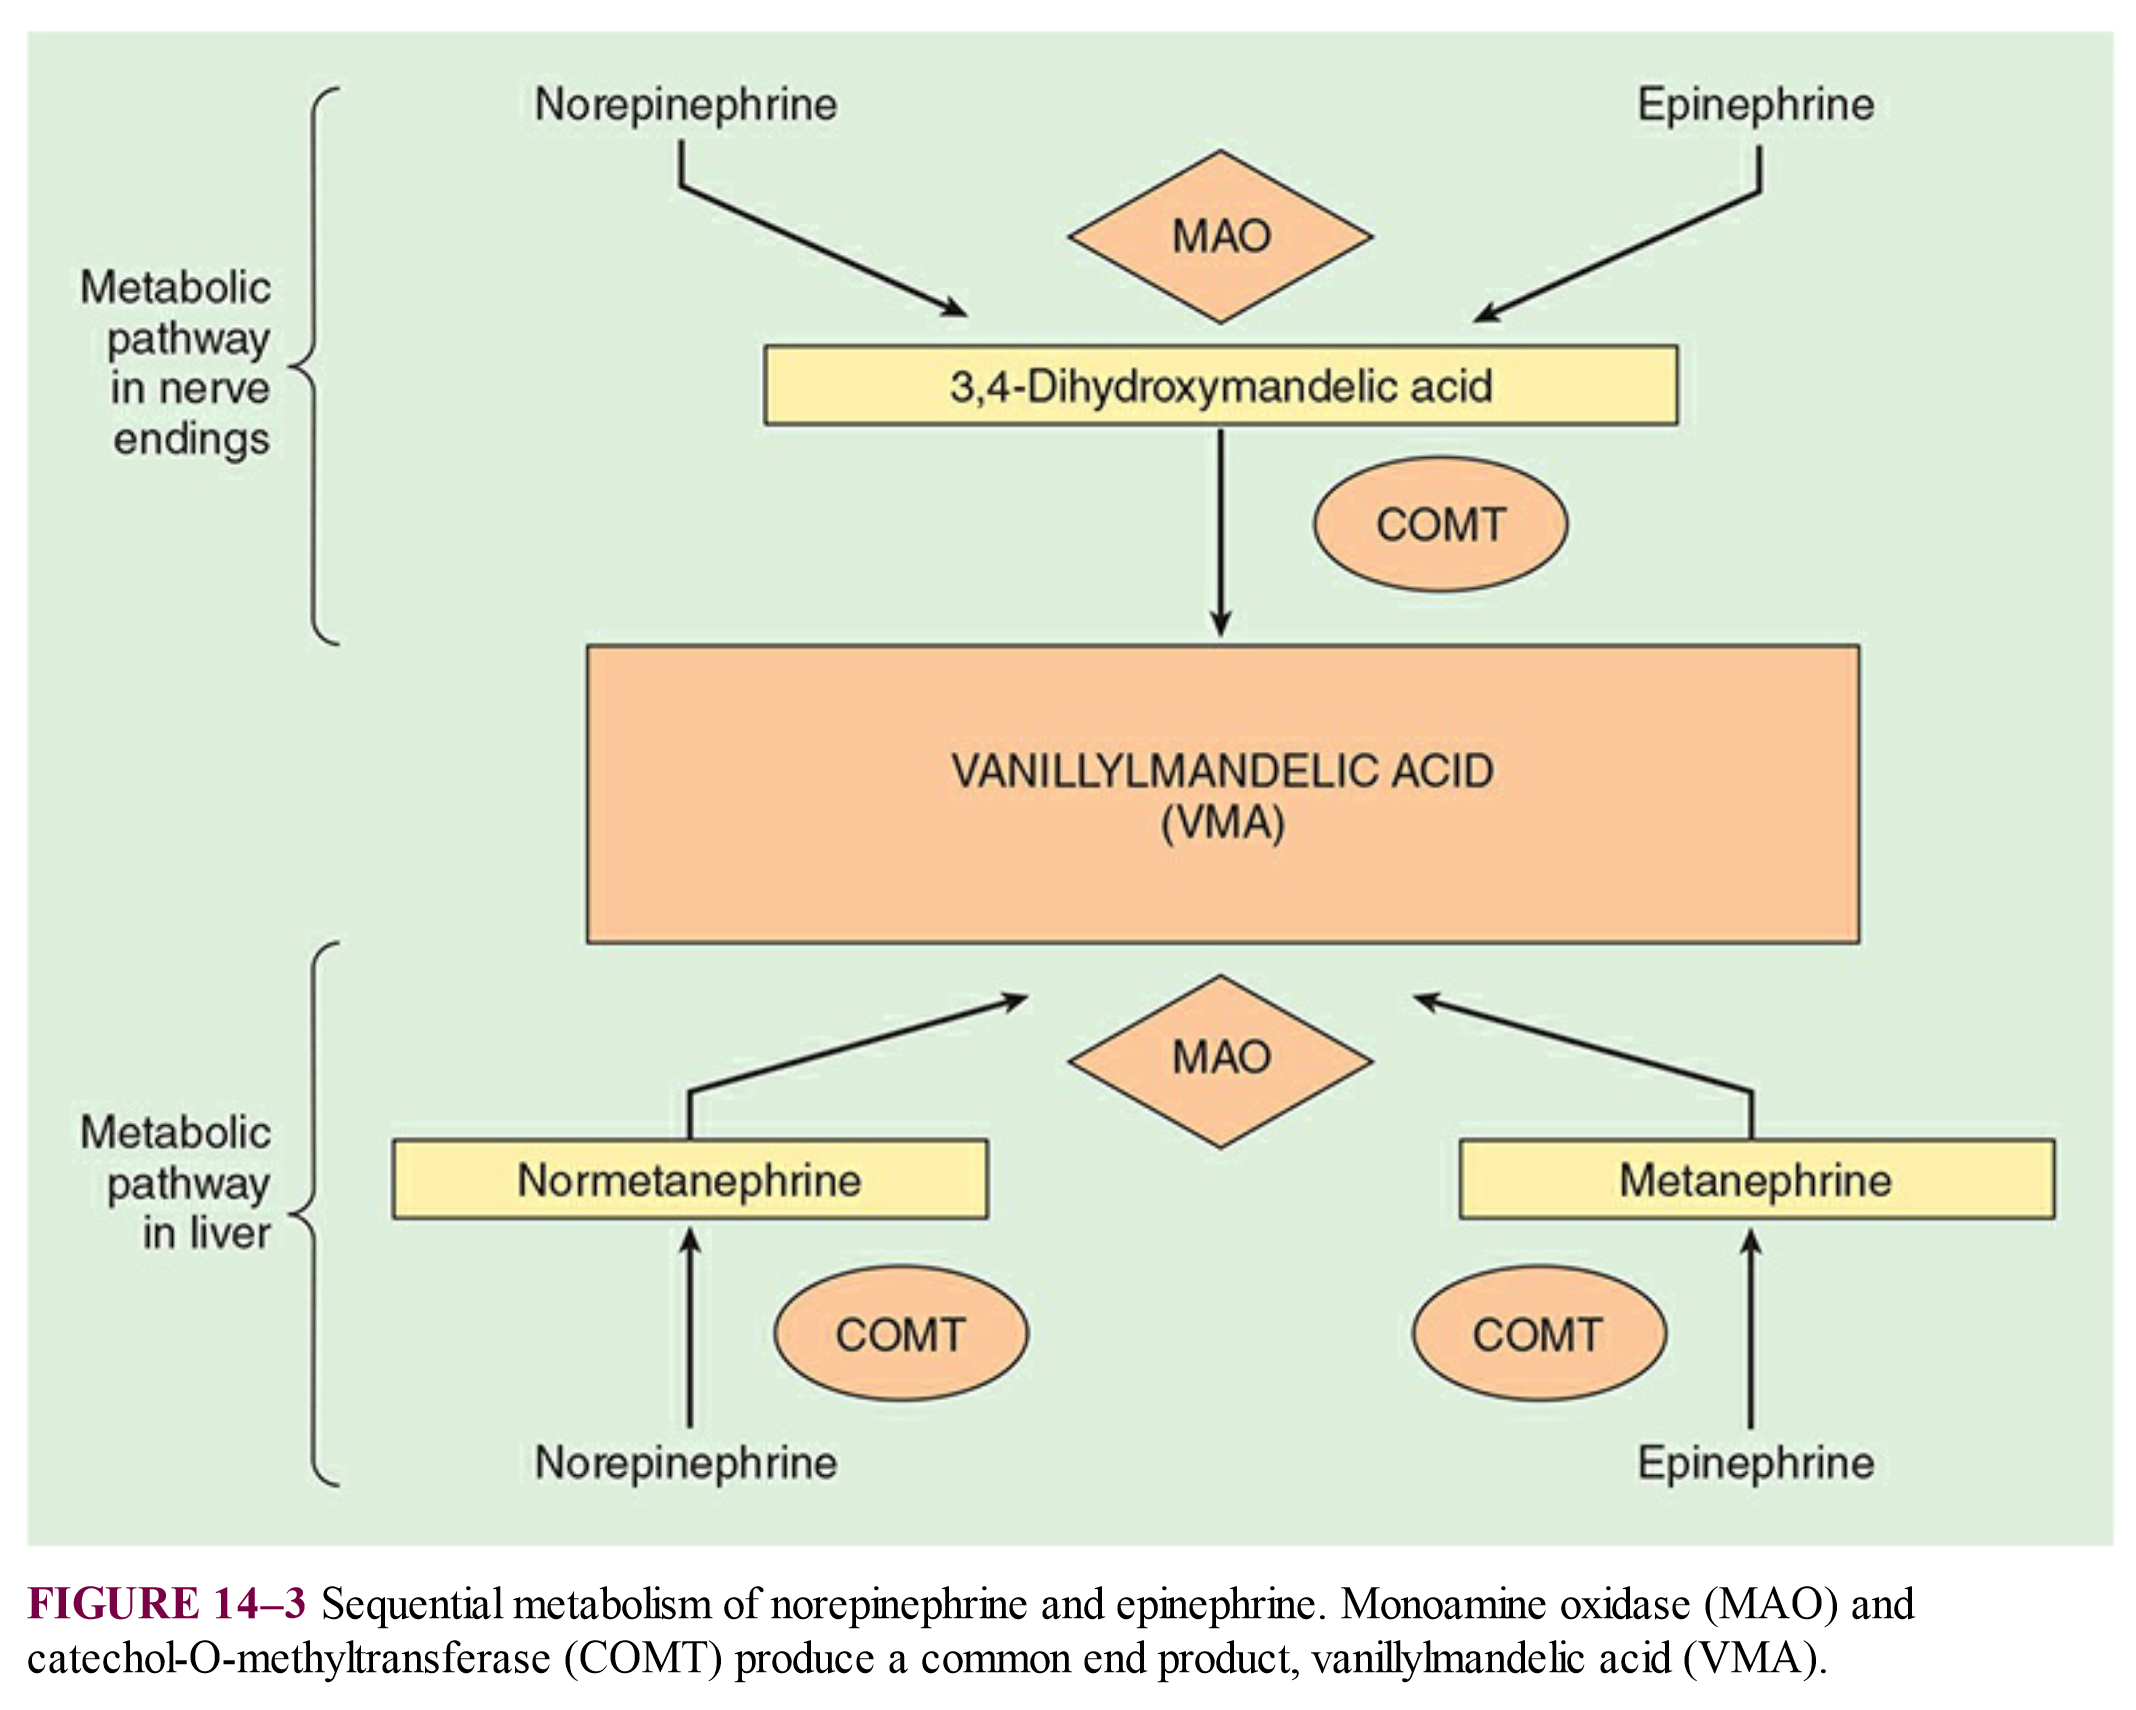 Norepinephrine
Epinephrine
MAO
Metabolic
pathway
in nerve
endings
3,4-Dihydroxymandelic acid
COMT
VANILLYLMANDELIC ACID
(VMA)
MAO
Metabolic
pathway
in liver
Normetanephrine
Metanephrine
COMT
COMT
Norepinephrine
Epinephrine
FIGURE 14–3 Sequential metabolism of norepinephrine and epinephrine. Monoamine oxidase (MAO) and
catechol-O-methyltransferase (COMT) produce a common end product, vanillylmandelic acid (VMA).